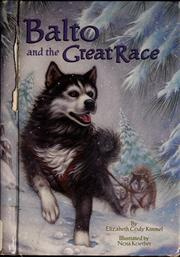 Balto
and the Great Race
By
Elizabeth Cody Kimmel
Illustrated by
Nora Koerber